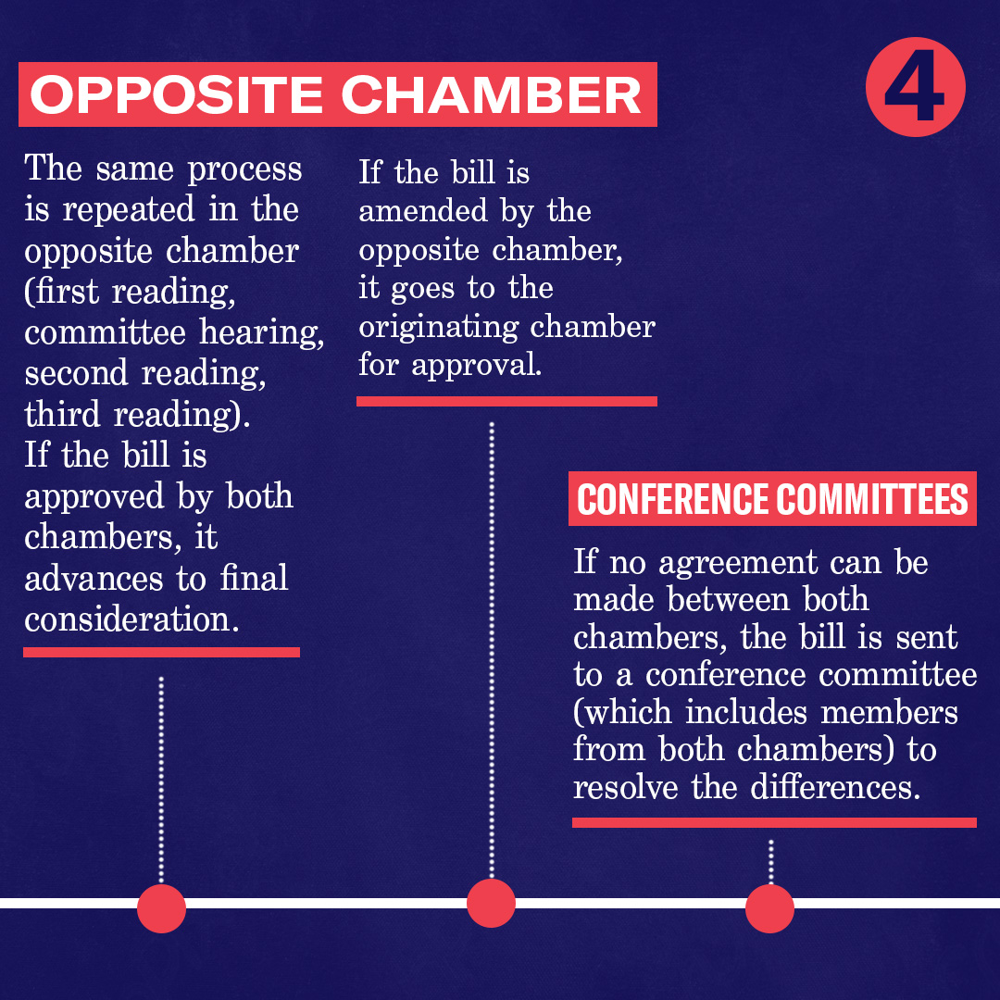 OPPOSITE CHAMBER
4
The same process
is repeated in the
opposite chamber
(first reading,
committee hearing,
second reading,
third reading).
If the bill is
approved by both
chambers, it
advances to final
consideration.
If the bill is
amended by the
opposite chamber,
it goes to the
originating chamber
for approval.
CONFERENCE COMMITTEES
If no agreement can be
made between both
chambers, the bill is sent
to a conference committee
(which includes members
from both chambers) to
resolve the differences.